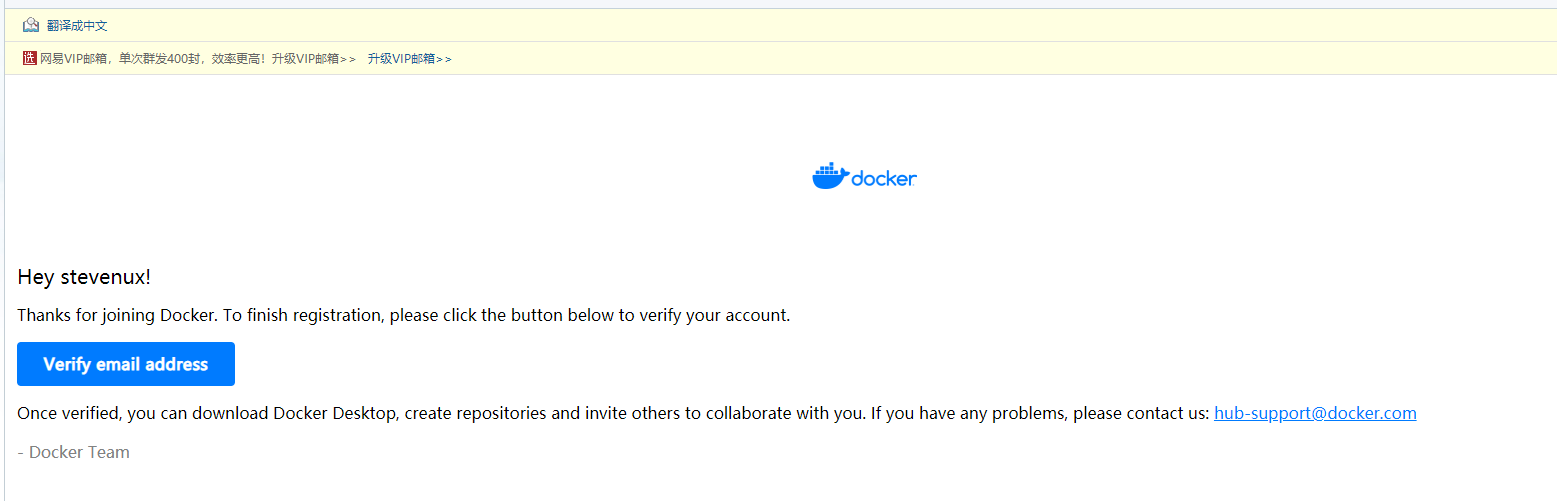 翻译成中文
选 网易VIP邮箱，单次群发400封，效率更高！升级VIP邮箱>> 升级VIP邮箱>>
docker
Hey stevenux!
Thanks for joining Docker. To finish registration, please click the button below to verify your account.
Verify email address
Once verified, you can download Docker Desktop, create repositories and invite others to collaborate with you. If you have any problems, please contact us: hub-support@docker.com
- Docker Team